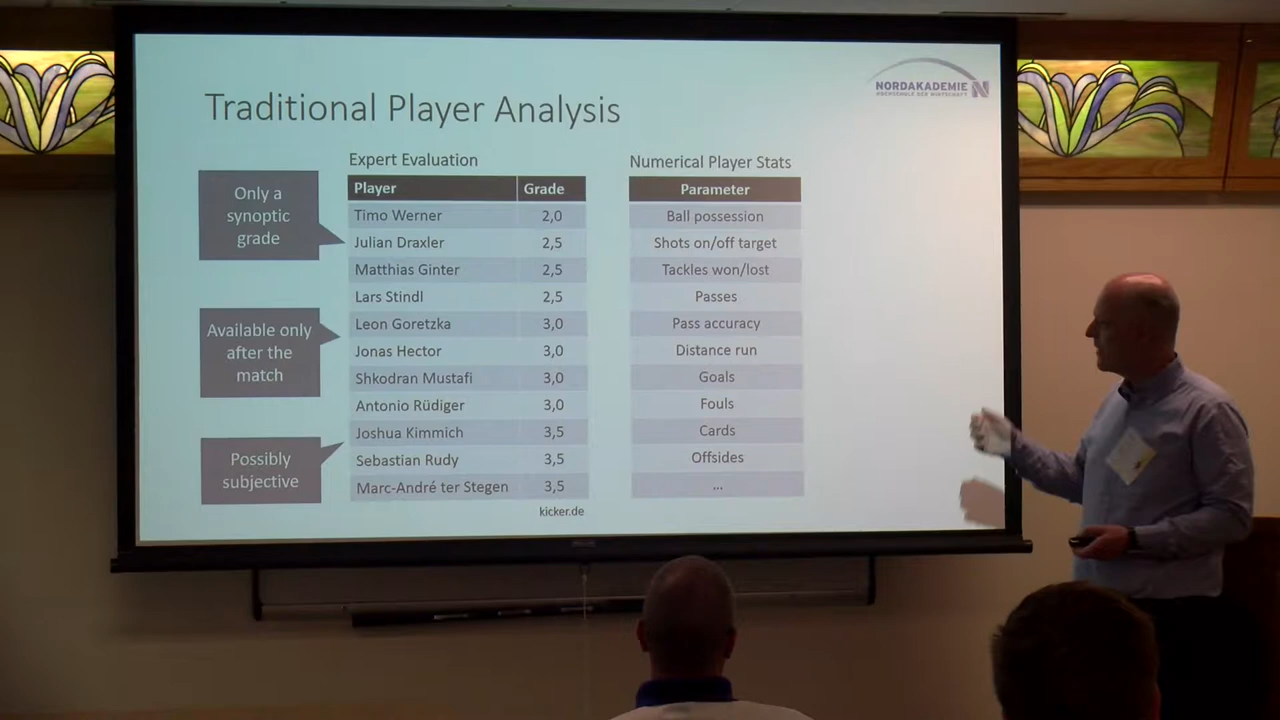 NORDAKADEMIE
HOCHSCHULE DER WIRTSCHAFT
Traditional Player Analysis
Only a
synoptic
grade
Available only
after the
match
Possibly
subjective
Expert Evaluation
Player Grade
Timo Werner 2,0
Julian Draxler 2,5
Matthias Ginter 2,5
Lars Stindl 2,5
Leon Goretzka 3,0
Jonas Hector 3,0
Shkodran Mustafi 3,0
Antonio Rüdiger 3,0
Joshua Kimmich 3,5
Sebastian Rudy 3,5
Marc-André ter Stegen 3,5
kicker.de
Numerical Player Stats
Parameter
Ball possession
Shots on/off target
Tackles won/lost
Passes
Pass accuracy
Distance run
Goals
Fouls
Cards
Offsides
...